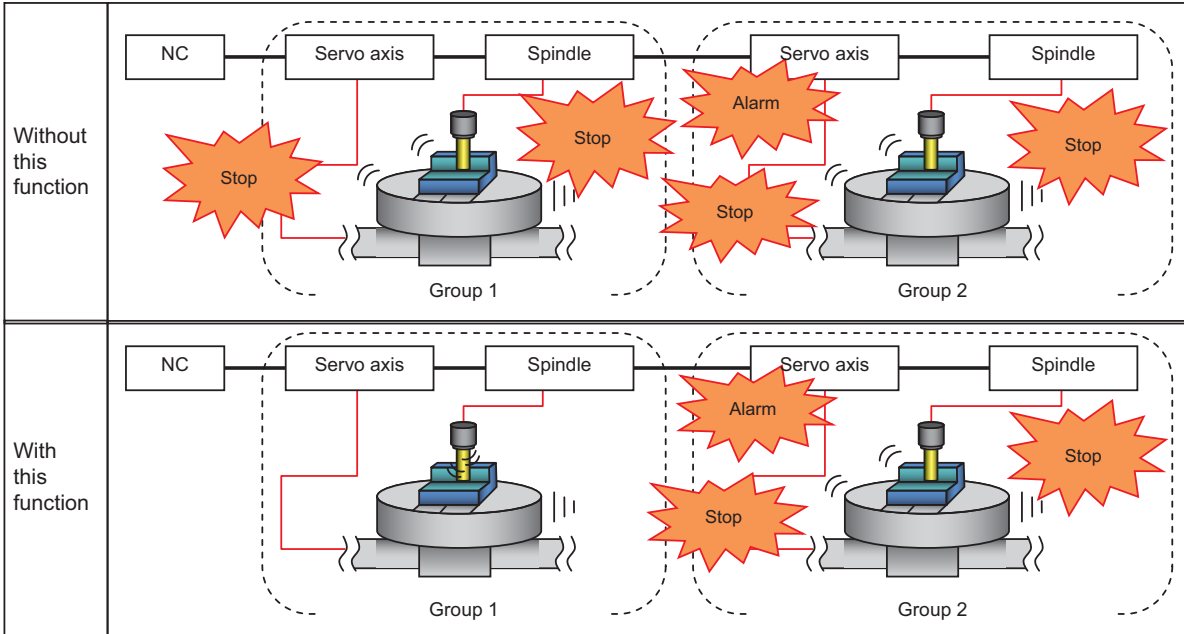 Without
this
function
NC
Servo axis
Spindle
Servo axis
Spindle
Stop
Stop
Alarm
Stop
Stop
Group 1
Group 2
With
this
function
NC
Servo axis
Spindle
Servo axis
Spindle
Alarm
Stop
Stop
Group 1
Group 2